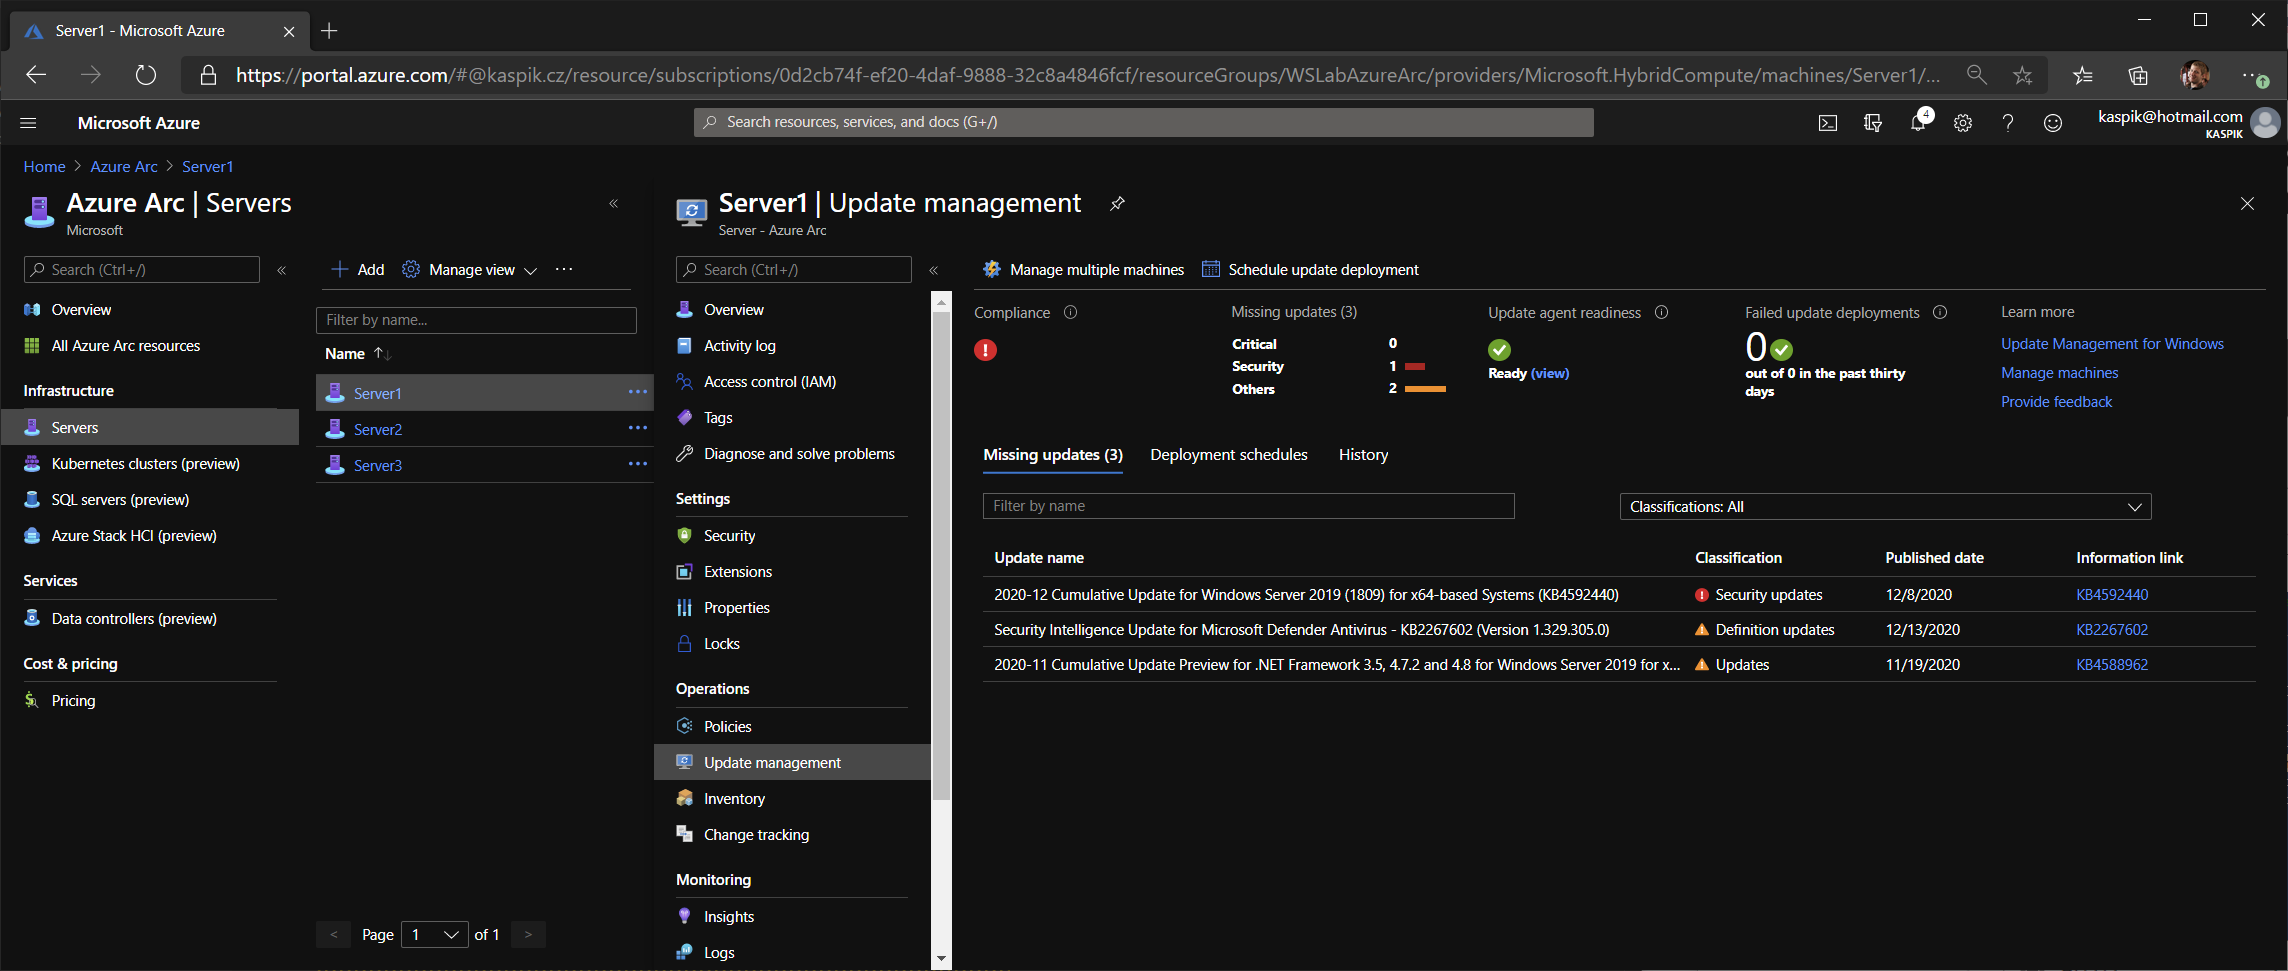 Server1 - Microsoft Azure
https://portal.azure.com/#@kaspik.cz/resource/subscriptions/0d2cb74f-ef20-4daf-9888-32c8a4846fcf/resourceGroups/WSLabAzureArc/providers/Microsoft.HybridCompute/machines/Server1/...
Microsoft Azure
Search resources, services, and docs (G+/)
4
kaspik@hotmail.com
KASPIK
Home > Azure Arc > Server1
Azure Arc | Servers
Microsoft
Search (Ctrl+/)
Overview
All Azure Arc resources
Infrastructure
Servers
Kubernetes clusters (preview)
SQL servers (preview)
Azure Stack HCI (preview)
Services
Data controllers (preview)
Cost & pricing
Pricing
Add
Manage view
Filter by name...
Name
Server1
Server2
Server3
< Page 1 of 1 >
Server1 | Update management
Server - Azure Arc
Search (Ctrl+/)
Overview
Activity log
Access control (IAM)
Tags
Diagnose and solve problems
Settings
Security
Extensions
Properties
Locks
Operations
Policies
Update management
Inventory
Change tracking
Monitoring
Insights
Logs
Manage multiple machines
Schedule update deployment
Compliance
Missing updates (3)
Critical 0
Security 1
Others 2
Update agent readiness
Ready (view)
Failed update deployments
0
out of 0 in the past thirty
days
Learn more
Update Management for Windows
Manage machines
Provide feedback
Missing updates (3) Deployment schedules History
Filter by name
Classifications: All
Update name Classification Published date Information link
2020-12 Cumulative Update for Windows Server 2019 (1809) for x64-based Systems (KB4592440) Security updates 12/8/2020 KB4592440
Security Intelligence Update for Microsoft Defender Antivirus - KB2267602 (Version 1.329.305.0) Definition updates 12/13/2020 KB2267602
2020-11 Cumulative Update Preview for .NET Framework 3.5, 4.7.2 and 4.8 for Windows Server 2019 for x... Updates 11/19/2020 KB4588962